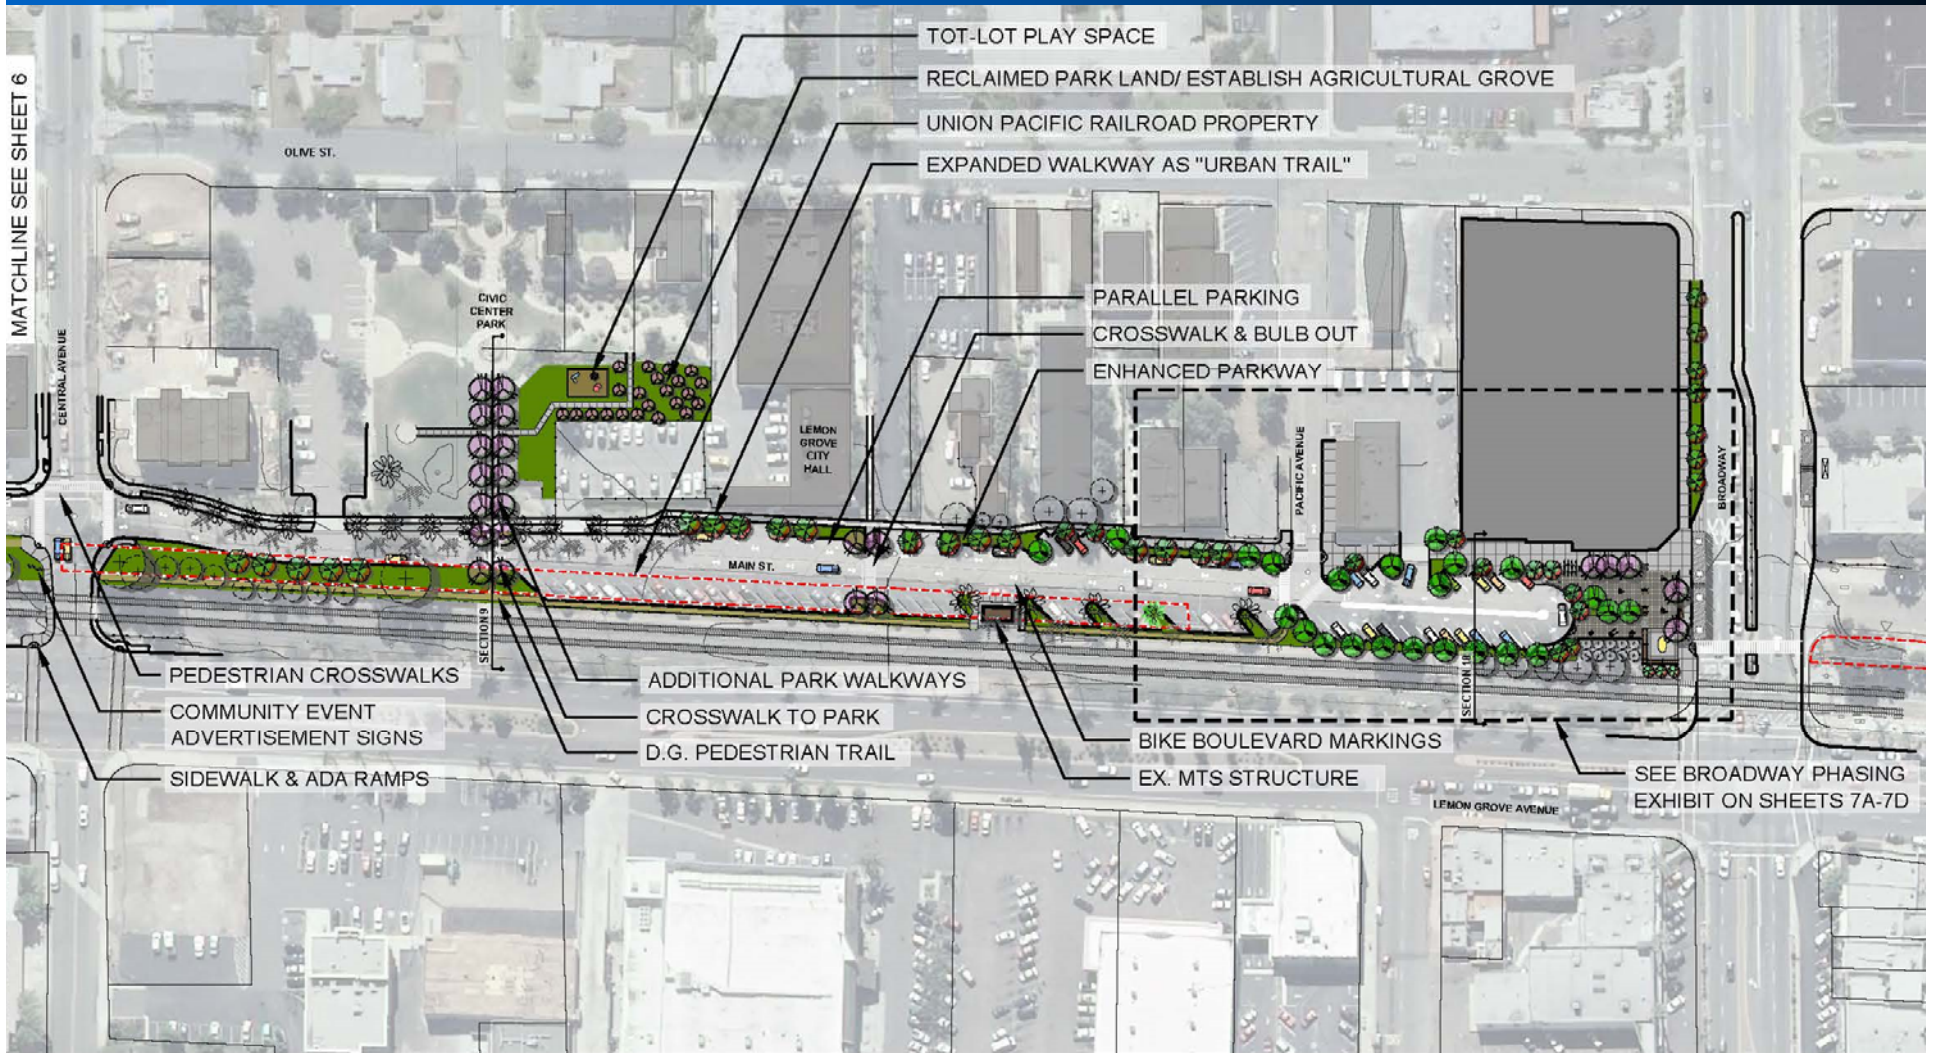 TOT-LOT PLAY SPACE
RECLAIMED PARK LAND/ ESTABLISH AGRICULTURAL GROVE
UNION PACIFIC RAILROAD PROPERTY
EXPANDED WALKWAY AS "URBAN TRAIL"
MATCHLINE SEE SHEET 6
OLIVE ST.
CIVIC
CENTER
PARK
PARALLEL PARKING
CROSSWALK & BULB OUT
ENHANCED PARKWAY
CENTRAL AVENUE
LEMON
GROVE
CITY
HALL
PACIFIC AVENUE
BROADWAY
MAIN ST.
SECTION 9
PEDESTRIAN CROSSWALKS
COMMUNITY EVENT
ADVERTISEMENT SIGNS
SIDEWALK & ADA RAMPS
ADDITIONAL PARK WALKWAYS
CROSSWALK TO PARK
D.G. PEDESTRIAN TRAIL
BIKE BOULEVARD MARKINGS
EX. MTS STRUCTURE
SEE BROADWAY PHASING
EXHIBIT ON SHEETS 7A-7D
LEMON GROVE AVENUE